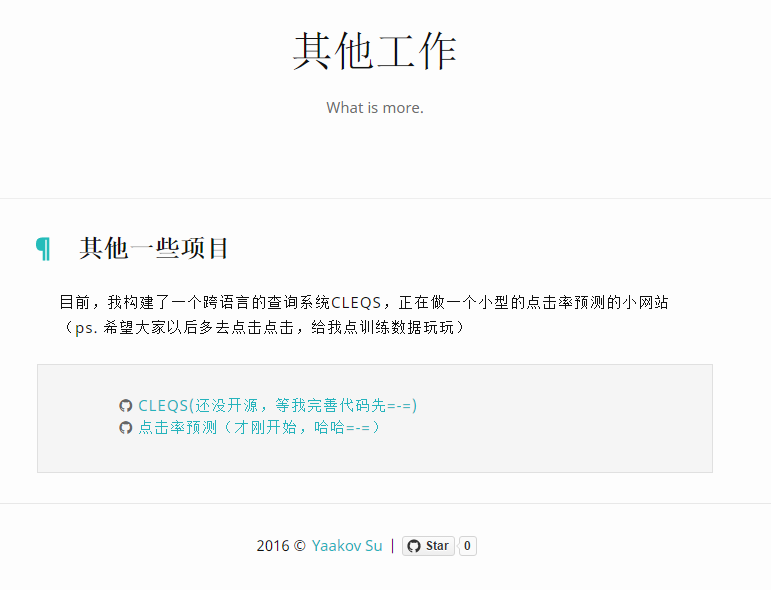 其他工作
What is more.
¶ 其他一些项目
目前，我构建了一个跨语言的查询系统CLEQS，正在做一个小型的点击率预测的小网站
（ps. 希望大家以后多去点击点击，给我点训练数据玩玩）
CLEQS(还没开源，等我完善代码先=-=)
点击率预测（才刚开始，哈哈=-=）
2016 © Yaakov Su | Star 0